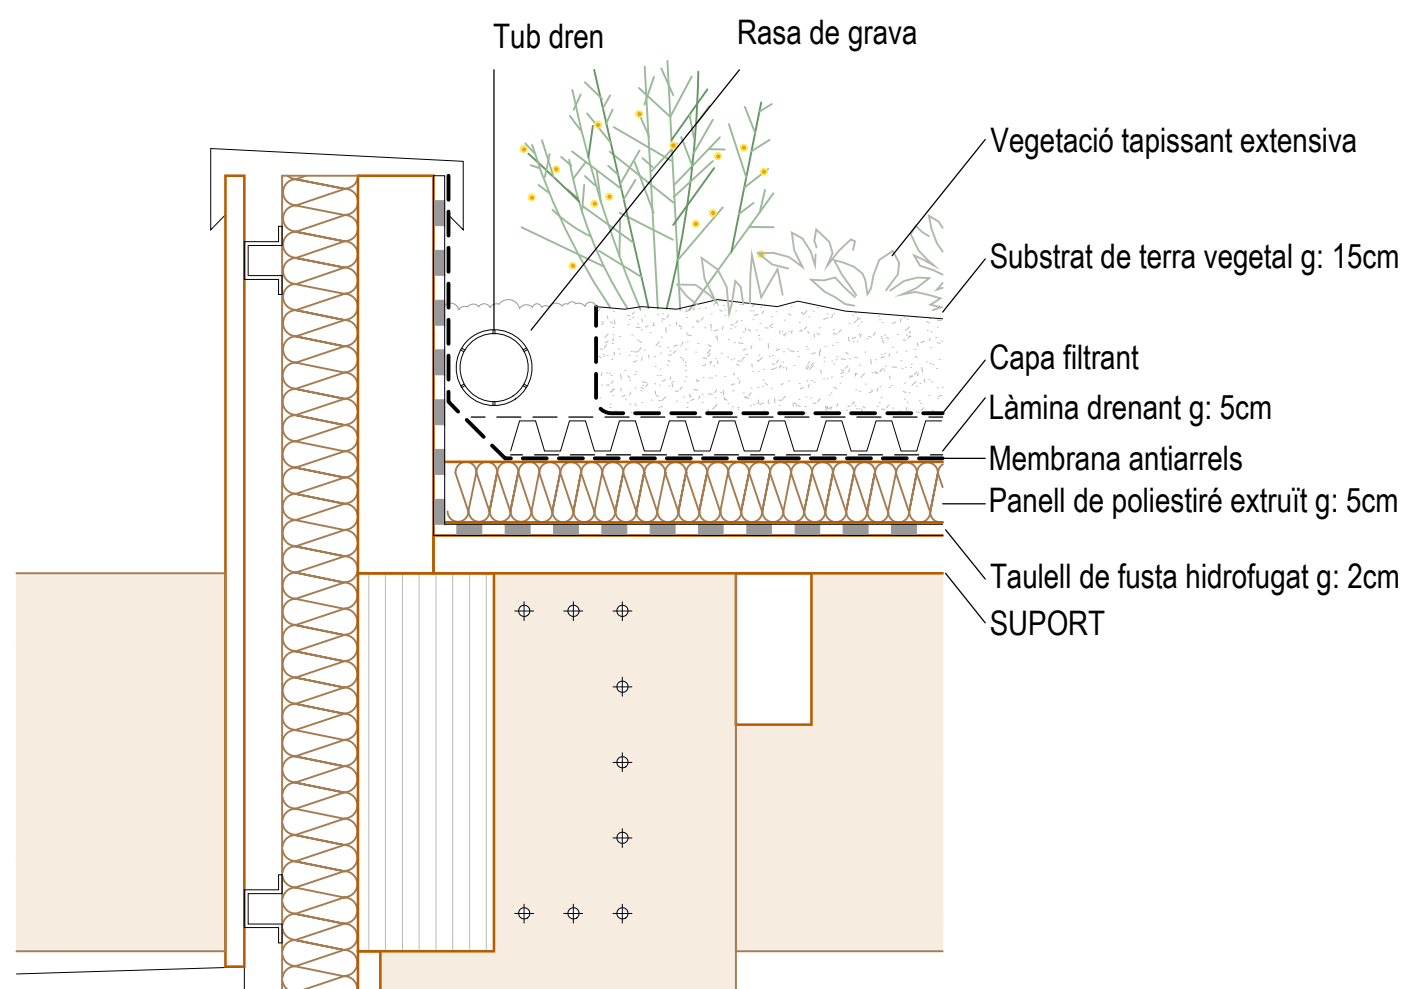 Tub dren
Rasa de grava
Vegetació tapissant extensiva
Substrat de terra vegetal g: 15cm
Capa filtrant
Làmina drenant g: 5cm
Membrana antiarrels
Panell de poliestiré extruït g: 5cm
Taulell de fusta hidrofugat g: 2cm
SUPORT